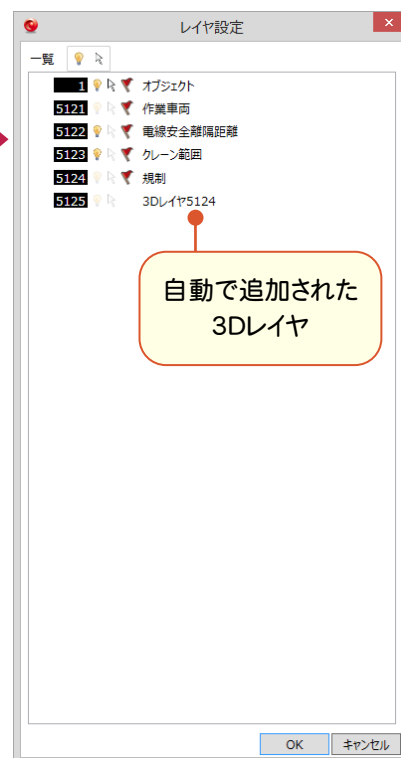 レイヤ設定
一覧
1 オブジェクト
5121 作業車両
5122 電線安全離隔距離
5123 クレーン範囲
5124 規制
5125 3Dレイヤ5124
自動で追加された
3Dレイヤ
OK キャンセル